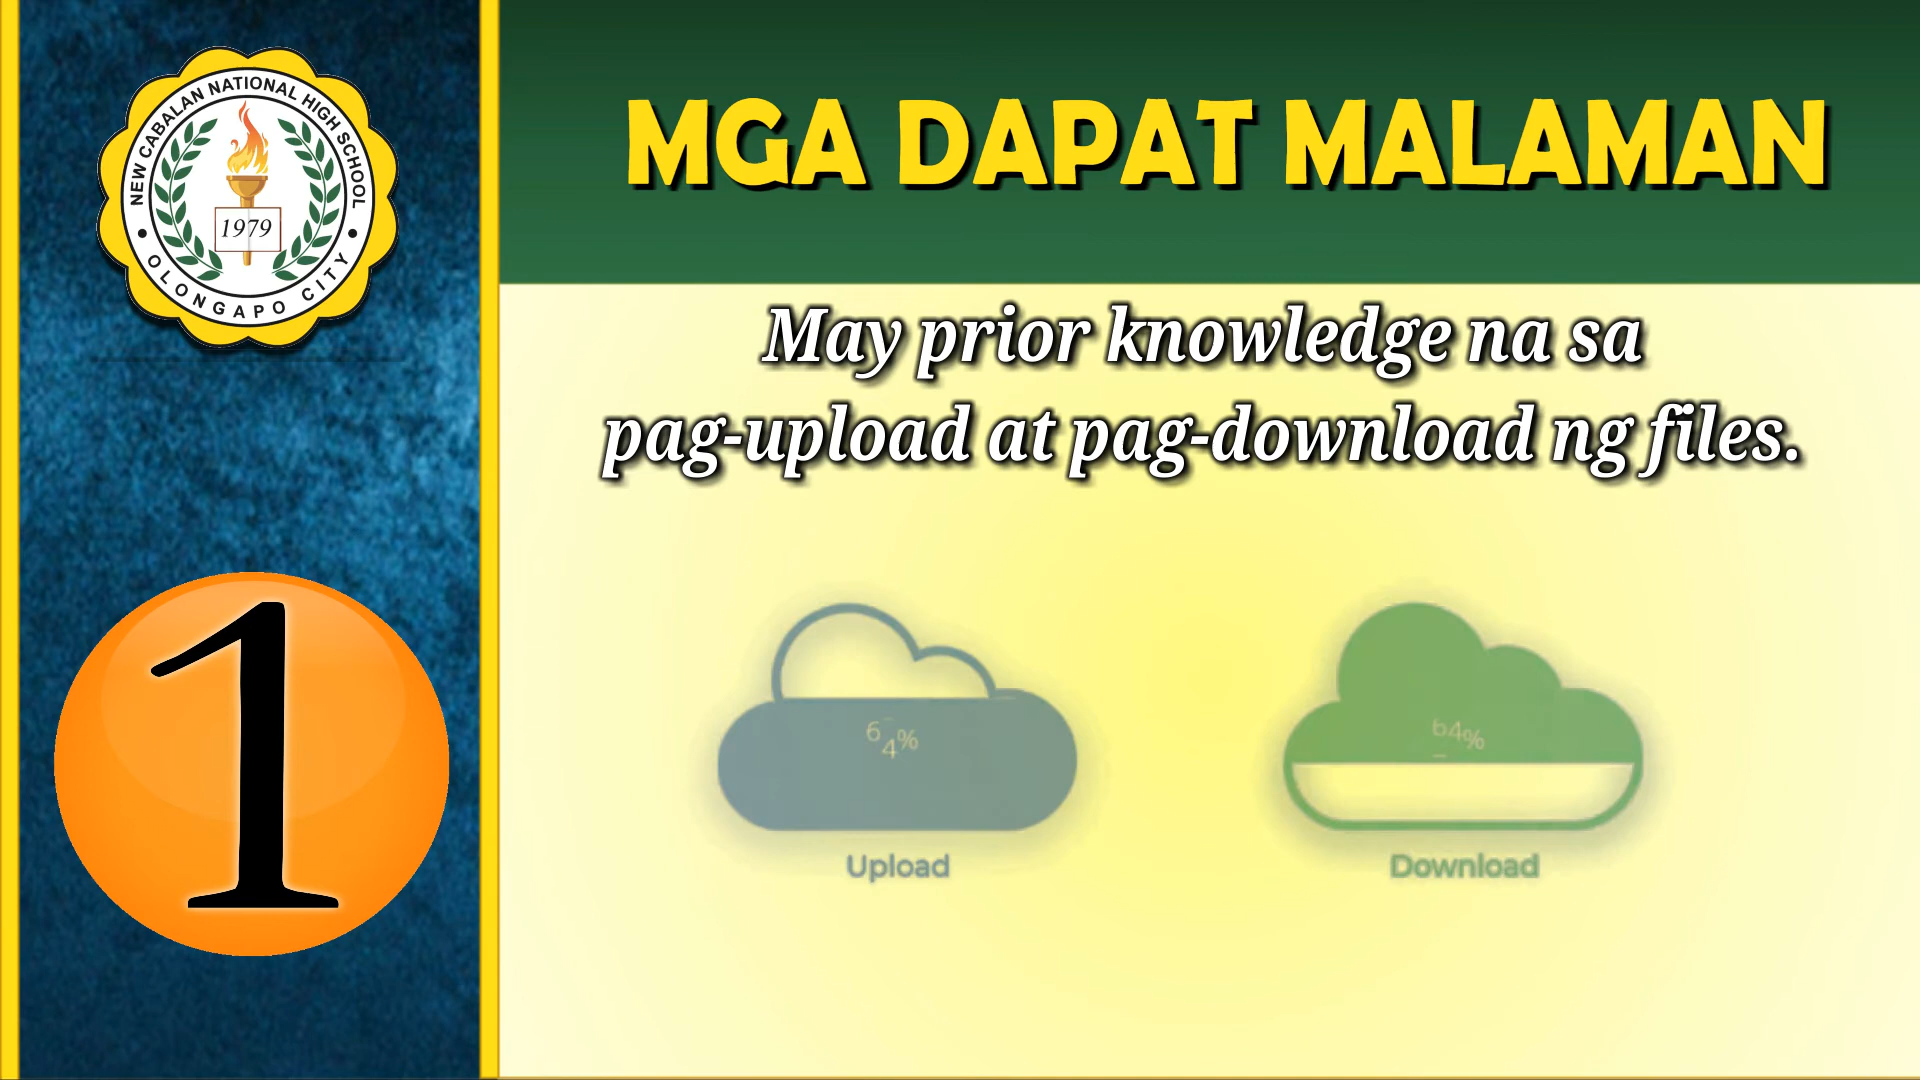 NEW CABALAN NATIONAL HIGH SCHOOL
1979
OLONGAPO CITY
MGA DAPAT MALAMAN
May prior knowledge na sa
pag-upload at pag-download ng files.
1
64%
64%
Upload
Download